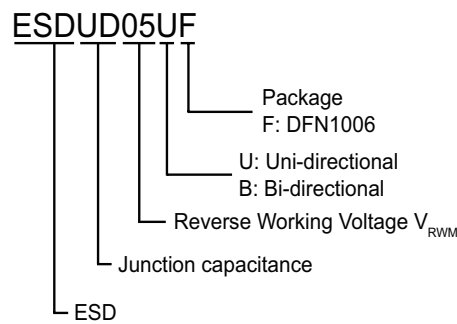 ESDUD05UF
Package
F: DFN1006
U: Uni-directional
B: Bi-directional
Reverse Working Voltage VRWM
Junction capacitance
ESD